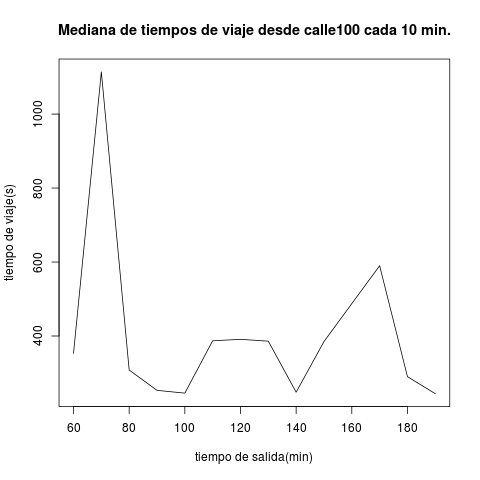 Mediana de tiempos de viaje desde calle100 cada 10 min.
1000
800
600
400
tiempo de viaje(s)
60 80 100 120 140 160 180
tiempo de salida(min)